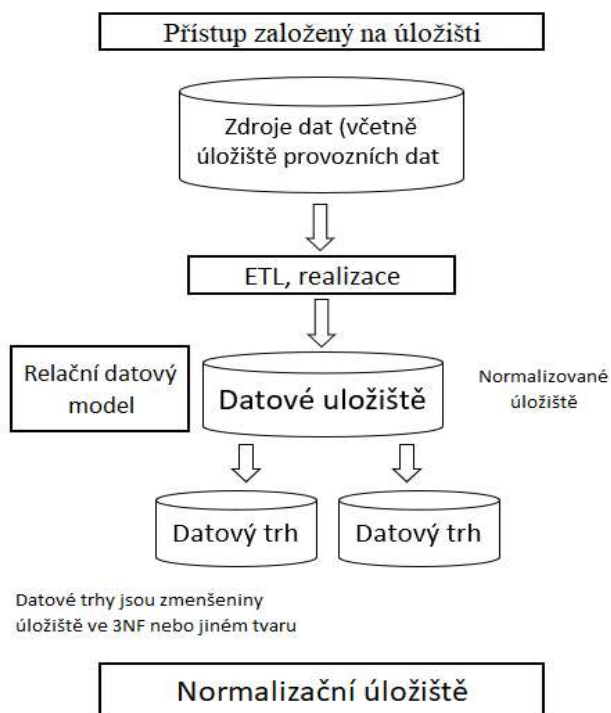 Přístup založený na úložišti
Zdroje dat (včetně
úložiště provozních dat
ETL, realizace
Relační datový
model
Datové uložiště
Normalizované
úložiště
Datový trh
Datový trh
Datové trhy jsou zmenšeniny
úložiště ve 3NF nebo jiném tvaru
Normalizační úložiště